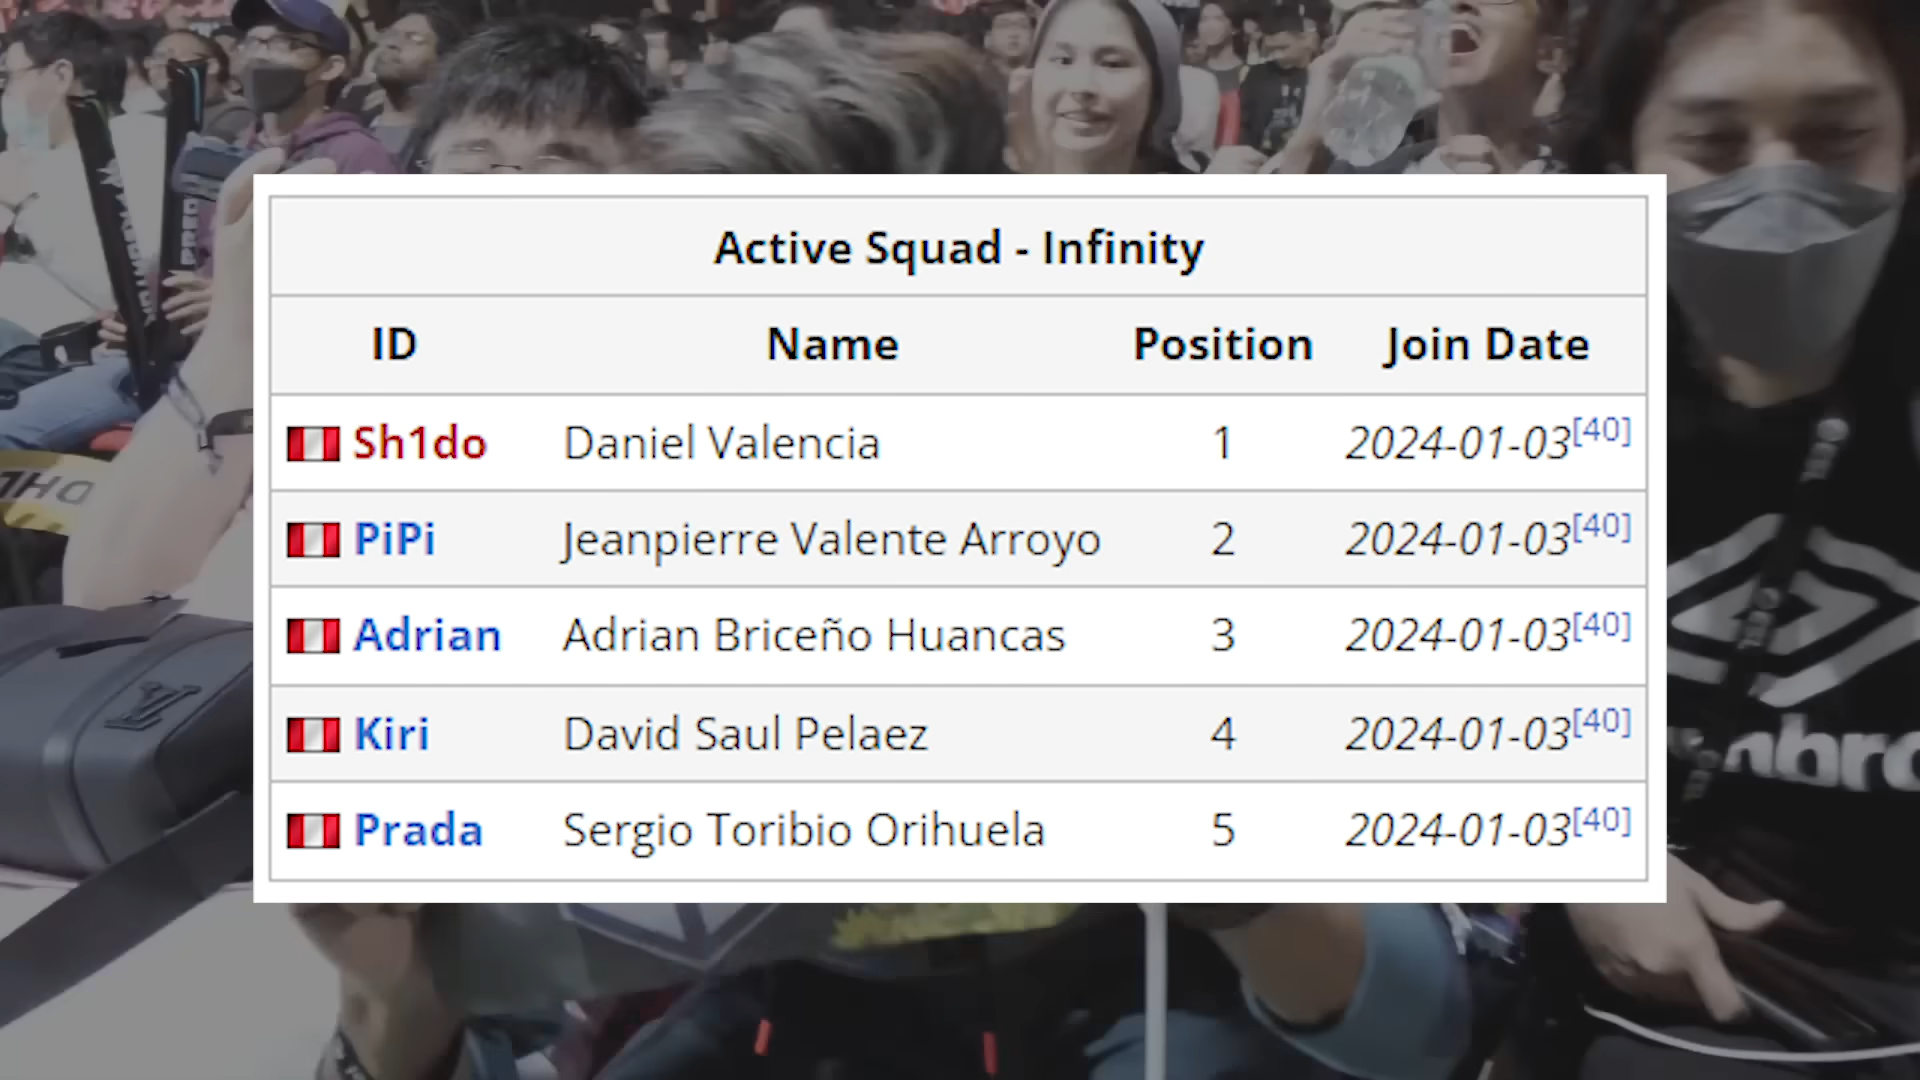 Active Squad - Infinity
ID Name Position Join Date
Sh1do Daniel Valencia 1 2024-01-03[40]
PiPi Jeanpierre Valente Arroyo 2 2024-01-03[40]
Adrian Adrian Briceño Huancas 3 2024-01-03[40]
Kiri David Saul Pelaez 4 2024-01-03[40]
Prada Sergio Toribio Orihuela 5 2024-01-03[40]
DHL